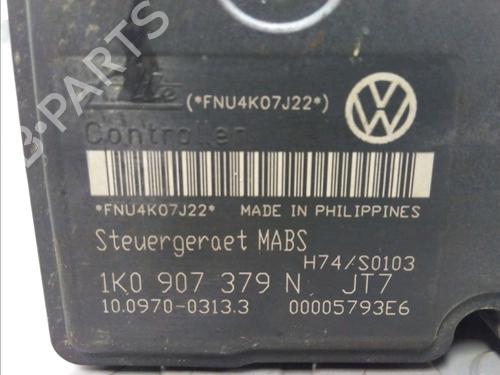 (*FNU4K07J22*)
Controller
*FNU4K07J22* MADE IN PHILIPPINES
Steuergeraet MABS
H74/S0103
1K0 907 379 N JT7
10.0970-0313.3 00005793E6
B-PARTS